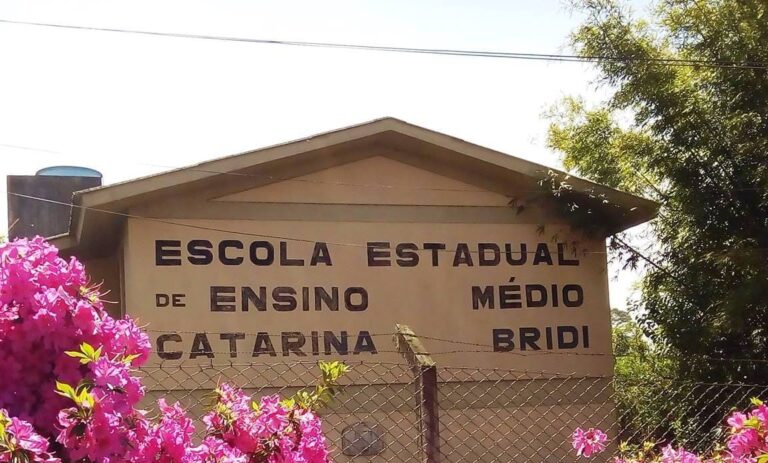 ESCOLA ESTADUAL
DE ENSINO MÉDIO
CATARINA BRIDI